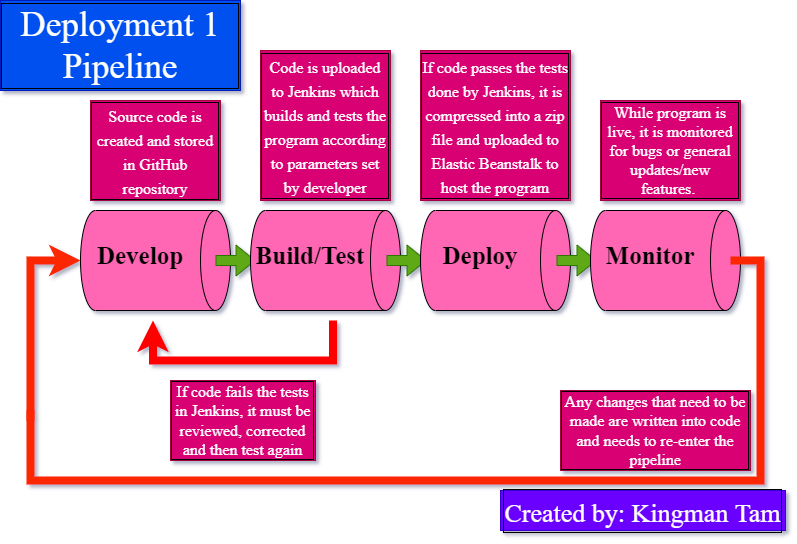 Deployment 1
Pipeline
Source code is
created and stored
in GitHub
repository
Code is uploaded
to Jenkins which
builds and tests the
program according
to parameters set
by developer
If code passes the tests
done by Jenkins, it is
compressed into a zip
file and uploaded to
Elastic Beanstalk to
host the program
While program is
live, it is monitored
for bugs or general
updates/new
features.
Develop
Build/Test
Deploy
Monitor
If code fails the tests
in Jenkins, it must be
reviewed, corrected
and then test again
Any changes that need to be
made are written into code
and needs to re-enter the
pipeline
Created by: Kingman Tam